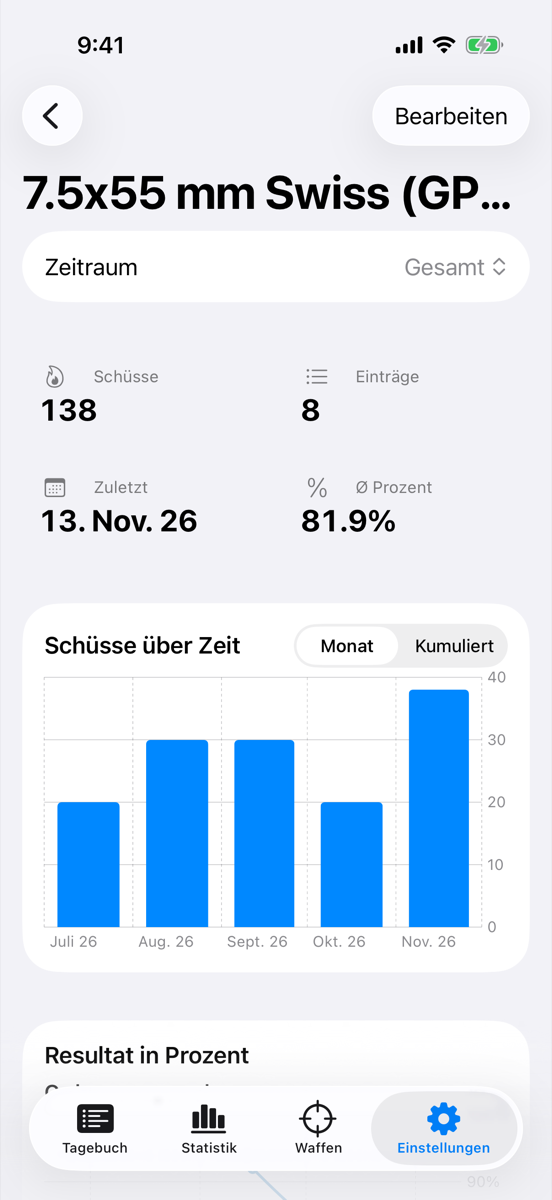 9:41
Bearbeiten
7.5x55 mm Swiss (GP...
Zeitraum
Gesamt
Schüsse
Einträge
138
8
Zuletzt
Ø Prozent
13. Nov. 26
81.9%
Schüsse über Zeit
Monat
Kumuliert
40
30
20
10
0
Juli 26
Aug. 26
Sept. 26
Okt. 26
Nov. 26
Resultat in Prozent
Tagebuch
Statistik
Waffen
Einstellungen
90%